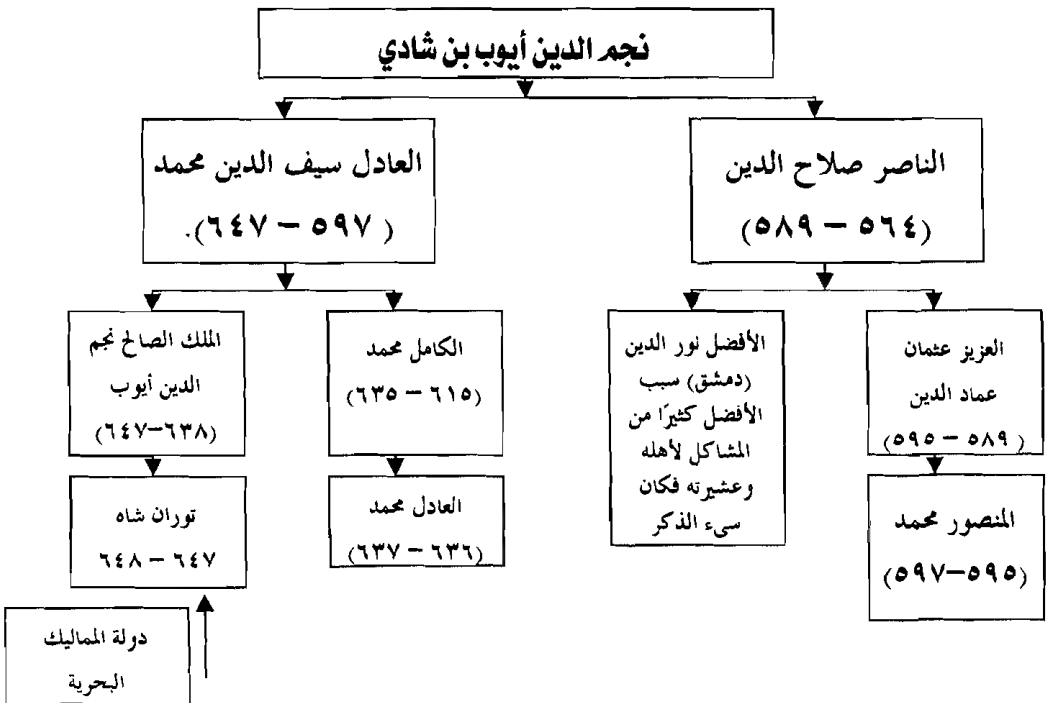 نجم الدين أيوب بن شادي
الناصر صلاح الدين
(٥٦٤ – ٥٨٩)
العادل سيف الدين محمد
(٥٩٧ – ٦٤٧).
العزيز عثمان
عماد الدين
(٥٨٩ – ٥٩٥)
الأفضل نور الدين
(دمشق) سبب
الأفضل كثيرًا من
المشاكل لأهله
وعشيرته فكان
سيء الذكر
الكامل محمد
(٦١٥ – ٦٣٥)
الملك الصالح نجم
الدين أيوب
(٦٣٨–٦٤٧)
المنصور محمد
(٥٩٥–٥٩٧)
العادل محمد
(٦٣٦ – ٦٣٧)
توران شاه
٦٤٧ – ٦٤٨
دولة المماليك
البحرية